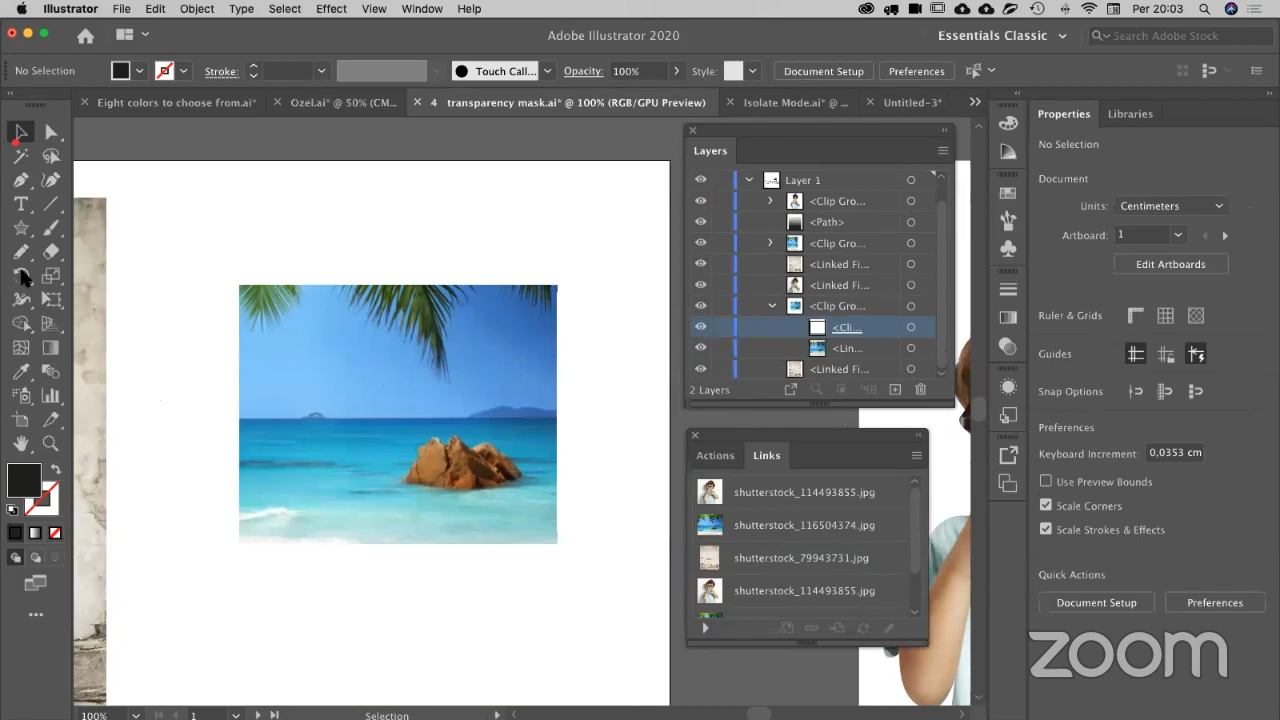 Illustrator File Edit Object Type Select Effect View Window Help Per 20:03
Adobe Illustrator 2020 Essentials Classic Search Adobe Stock
No Selection Stroke: Touch Call... Opacity: 100% Style: Document Setup Preferences
Eight colors to choose from.ai* Ozel.ai* @ 50% (CM... 4 transparency mask.ai* @ 100% (RGB/GPU Preview) Isolate Mode.ai* @ ... Untitled-3*
Layers
Layer 1
<Clip Gro...
<Path>
<Clip Gro...
<Linked Fi...
<Linked Fi...
<Clip Gro...
<Cli...
<Lin...
<Linked Fi...
2 Layers
Actions Links
shutterstock_114493855.jpg
shutterstock_116504374.jpg
shutterstock_79943731.jpg
shutterstock_114493855.jpg
Properties Libraries
No Selection
Document
Units: Centimeters
Artboard: 1
Edit Artboards
Ruler & Grids
Guides
Snap Options
Preferences
Keyboard Increment: 0,0353 cm
Use Preview Bounds
Scale Corners
Scale Strokes & Effects
Quick Actions
Document Setup Preferences
zoom
100% 1 Selection